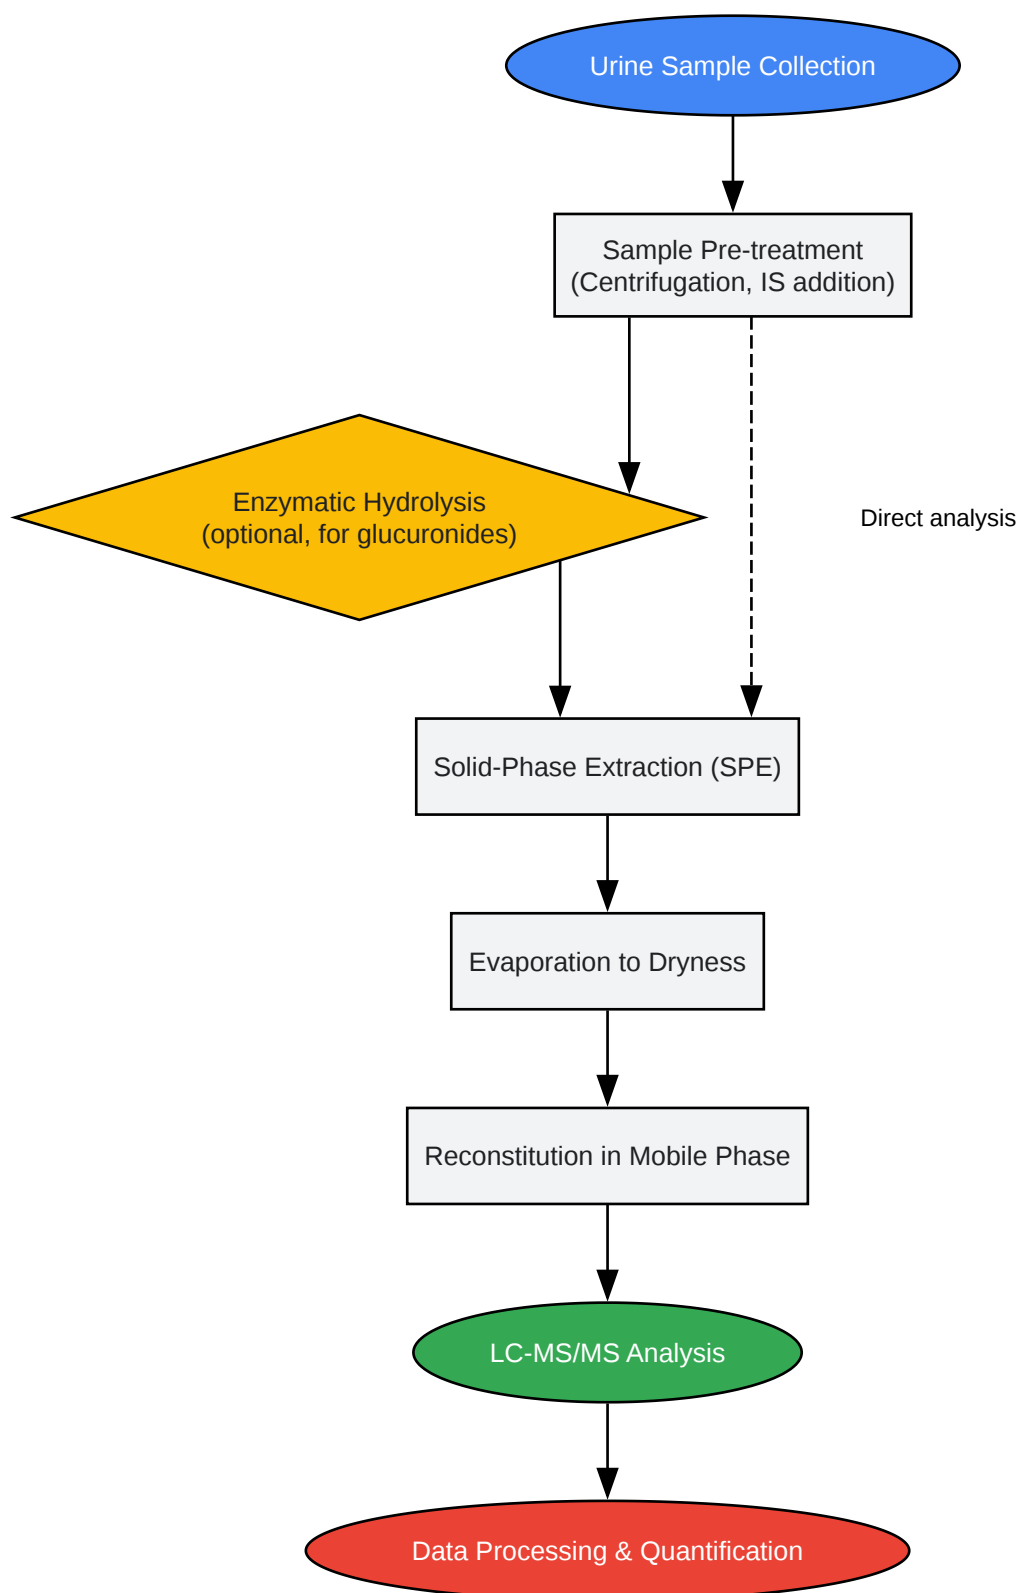 Urine Sample Collection
Sample Pre-treatment
(Centrifugation, IS addition)
Enzymatic Hydrolysis
(optional, for glucuronides)
Direct analysis
Solid-Phase Extraction (SPE)
Evaporation to Dryness
Reconstitution in Mobile Phase
LC-MS/MS Analysis
Data Processing & Quantification